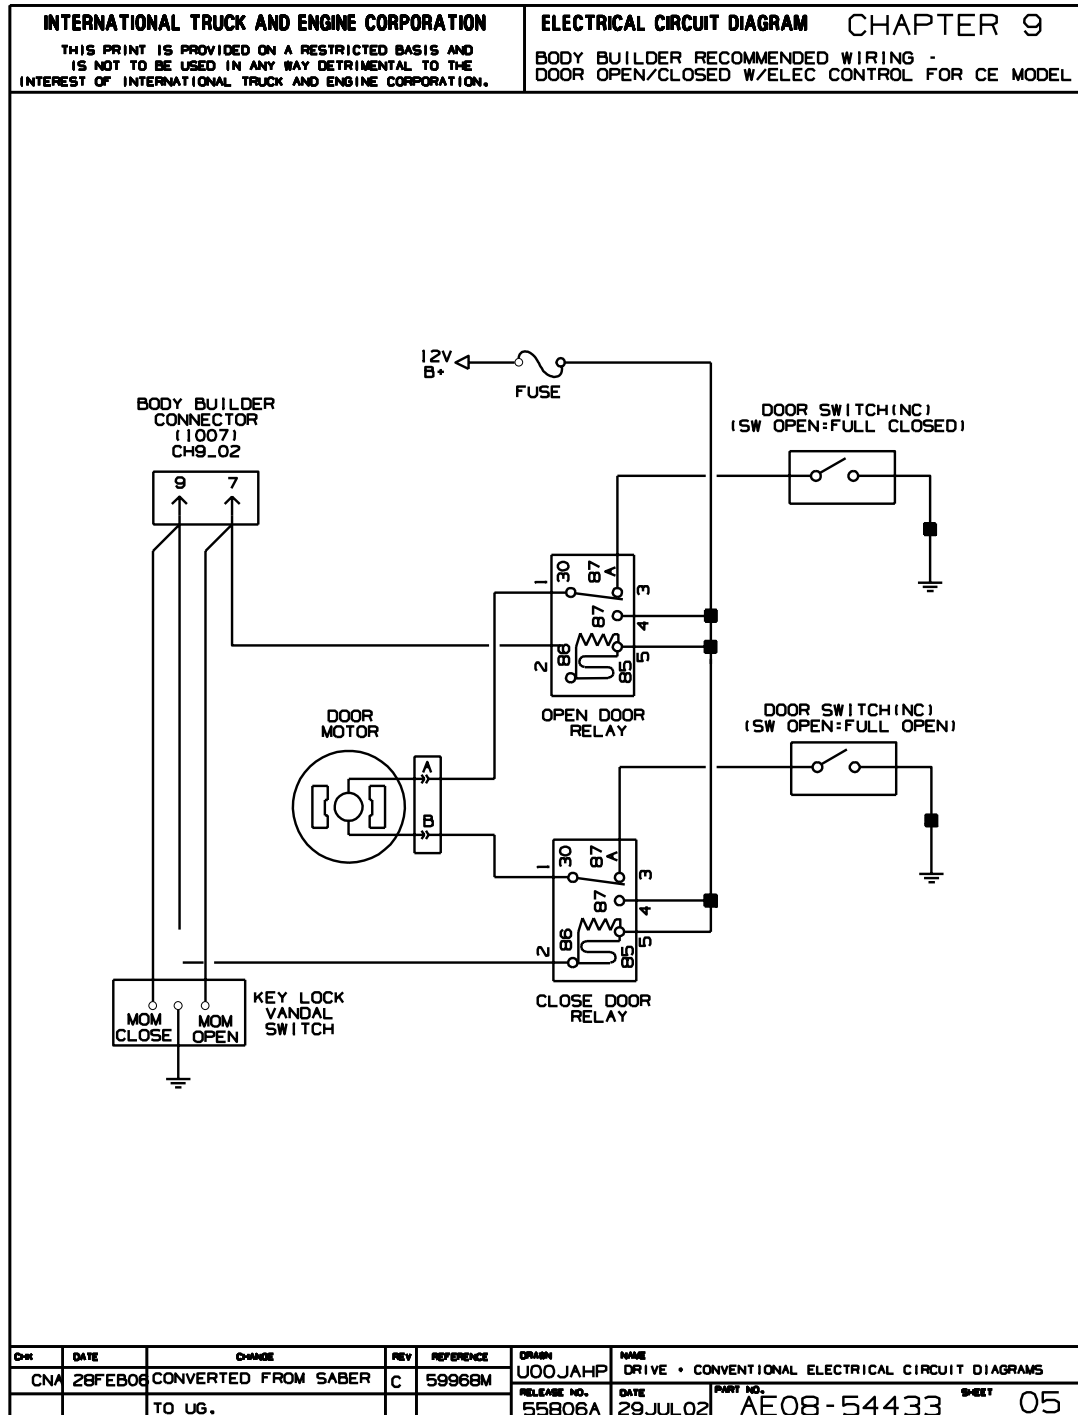 INTERNATIONAL TRUCK AND ENGINE CORPORATION
THIS PRINT IS PROVIDED ON A RESTRICTED BASIS AND
IS NOT TO BE USED IN ANY WAY DETRIMENTAL TO THE
INTEREST OF INTERNATIONAL TRUCK AND ENGINE CORPORATION.
ELECTRICAL CIRCUIT DIAGRAM CHAPTER 9
BODY BUILDER RECOMMENDED WIRING -
DOOR OPEN/CLOSED W/ELEC CONTROL FOR CE MODEL
12V
B+
FUSE
BODY BUILDER
CONNECTOR
(1007)
CH9_02
9 7
DOOR SWITCH(NC)
(SW OPEN=FULL CLOSED)
1 30 87 A 3
87 4
2 86 85 5
OPEN DOOR
RELAY
DOOR
MOTOR
A
B
DOOR SWITCH(NC)
(SW OPEN=FULL OPEN)
1 30 87 A 3
87 4
2 86 85 5
CLOSE DOOR
RELAY
KEY LOCK
VANDAL
SWITCH
MOM
CLOSE
MOM
OPEN
CHK DATE CHANGE REV REFERENCE
CNA 28FEB06 CONVERTED FROM SABER C 59968M
TO UG.
DRAWN
U00JAHP
NAME
DRIVE • CONVENTIONAL ELECTRICAL CIRCUIT DIAGRAMS
RELEASE NO.
55806A
DATE
29JUL02
PART NO.
AE08-54433
SHEET
05